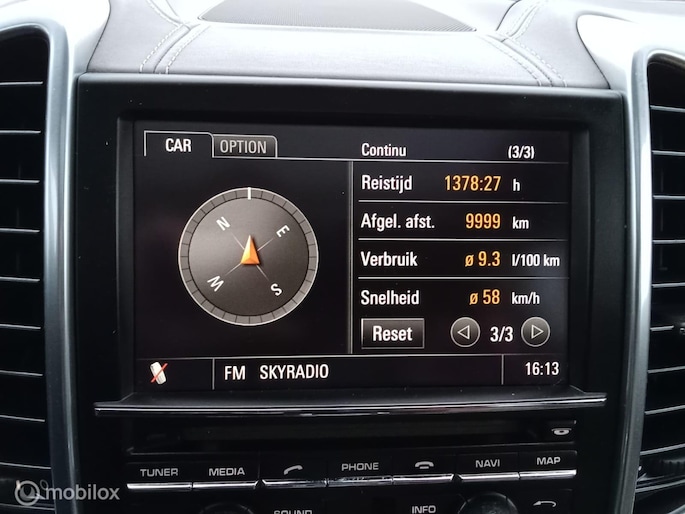 CAR OPTION
Continu (3/3)
Reistijd 1378:27 h
Afgel. afst. 9999 km
Verbruik ø 9.3 l/100 km
Snelheid ø 58 km/h
Reset 3/3
N E
W S
FM SKYRADIO 16:13
TUNER MEDIA PHONE NAVI MAP
SOUND INFO
mobilox